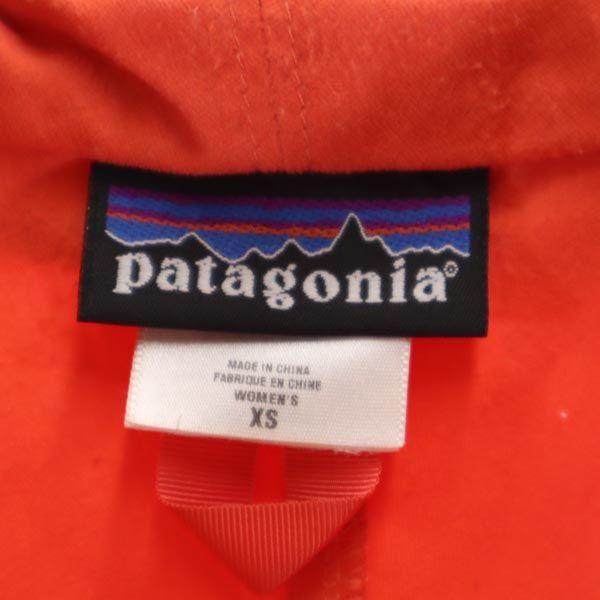 patagonia®
MADE IN CHINA
FABRIQUE EN CHINE
WOMEN'S
XS